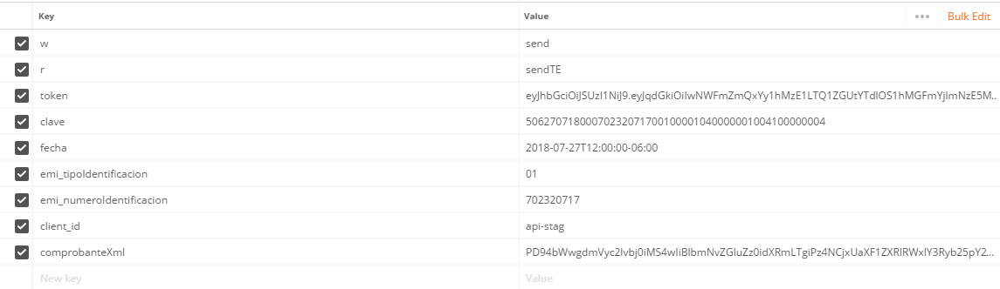 Key Value ••• Bulk Edit
w send
r sendTE
token eyJhbGciOiJSUzI1NiJ9.eyJqdGkiOiIwNWFmZmQxYy1hMzE1LTQ1ZGUtYTdlOS1hMGFmYjlmNzE5M...
clave 50627071800070232071700100001040000001004100000004
fecha 2018-07-27T12:00:00-06:00
emi_tipoIdentificacion 01
emi_numeroIdentificacion 702320717
client_id api-stag
comprobanteXml PD94bWwgdmVyc2lvbj0iMS4wIiBlbmNvZGluZz0idXRmLTgiPz4NCjxUaXF1ZXRlRWxlY3Ryb25pY2...
New key Value